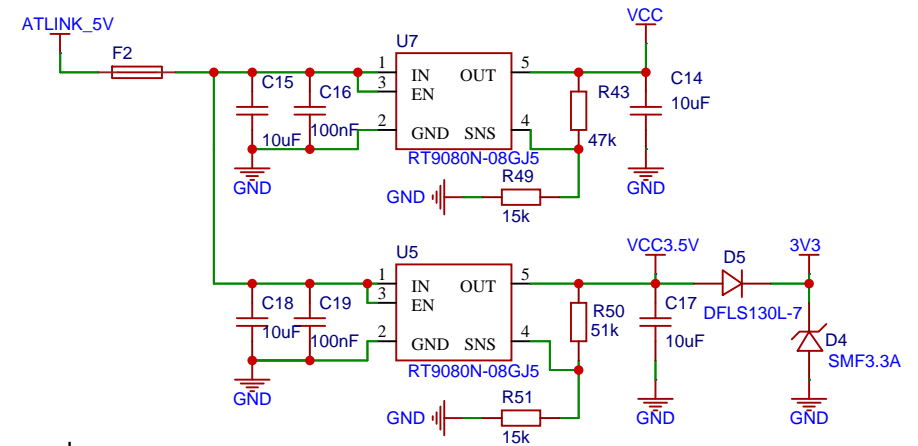 ATLINK_5V
F2
C15
10uF
C16
100nF
GND
U7
1
3
2
IN
EN
GND
OUT
SNS
5
4
RT9080N-08GJ5
VCC
R43
47k
C14
10uF
GND
R49
GND
15k
C18
10uF
C19
100nF
GND
U5
1
3
2
IN
EN
GND
OUT
SNS
5
4
RT9080N-08GJ5
R50
51k
R51
GND
15k
VCC3.5V
C17
10uF
GND
D5
DFLS130L-7
3V3
D4
SMF3.3A
GND